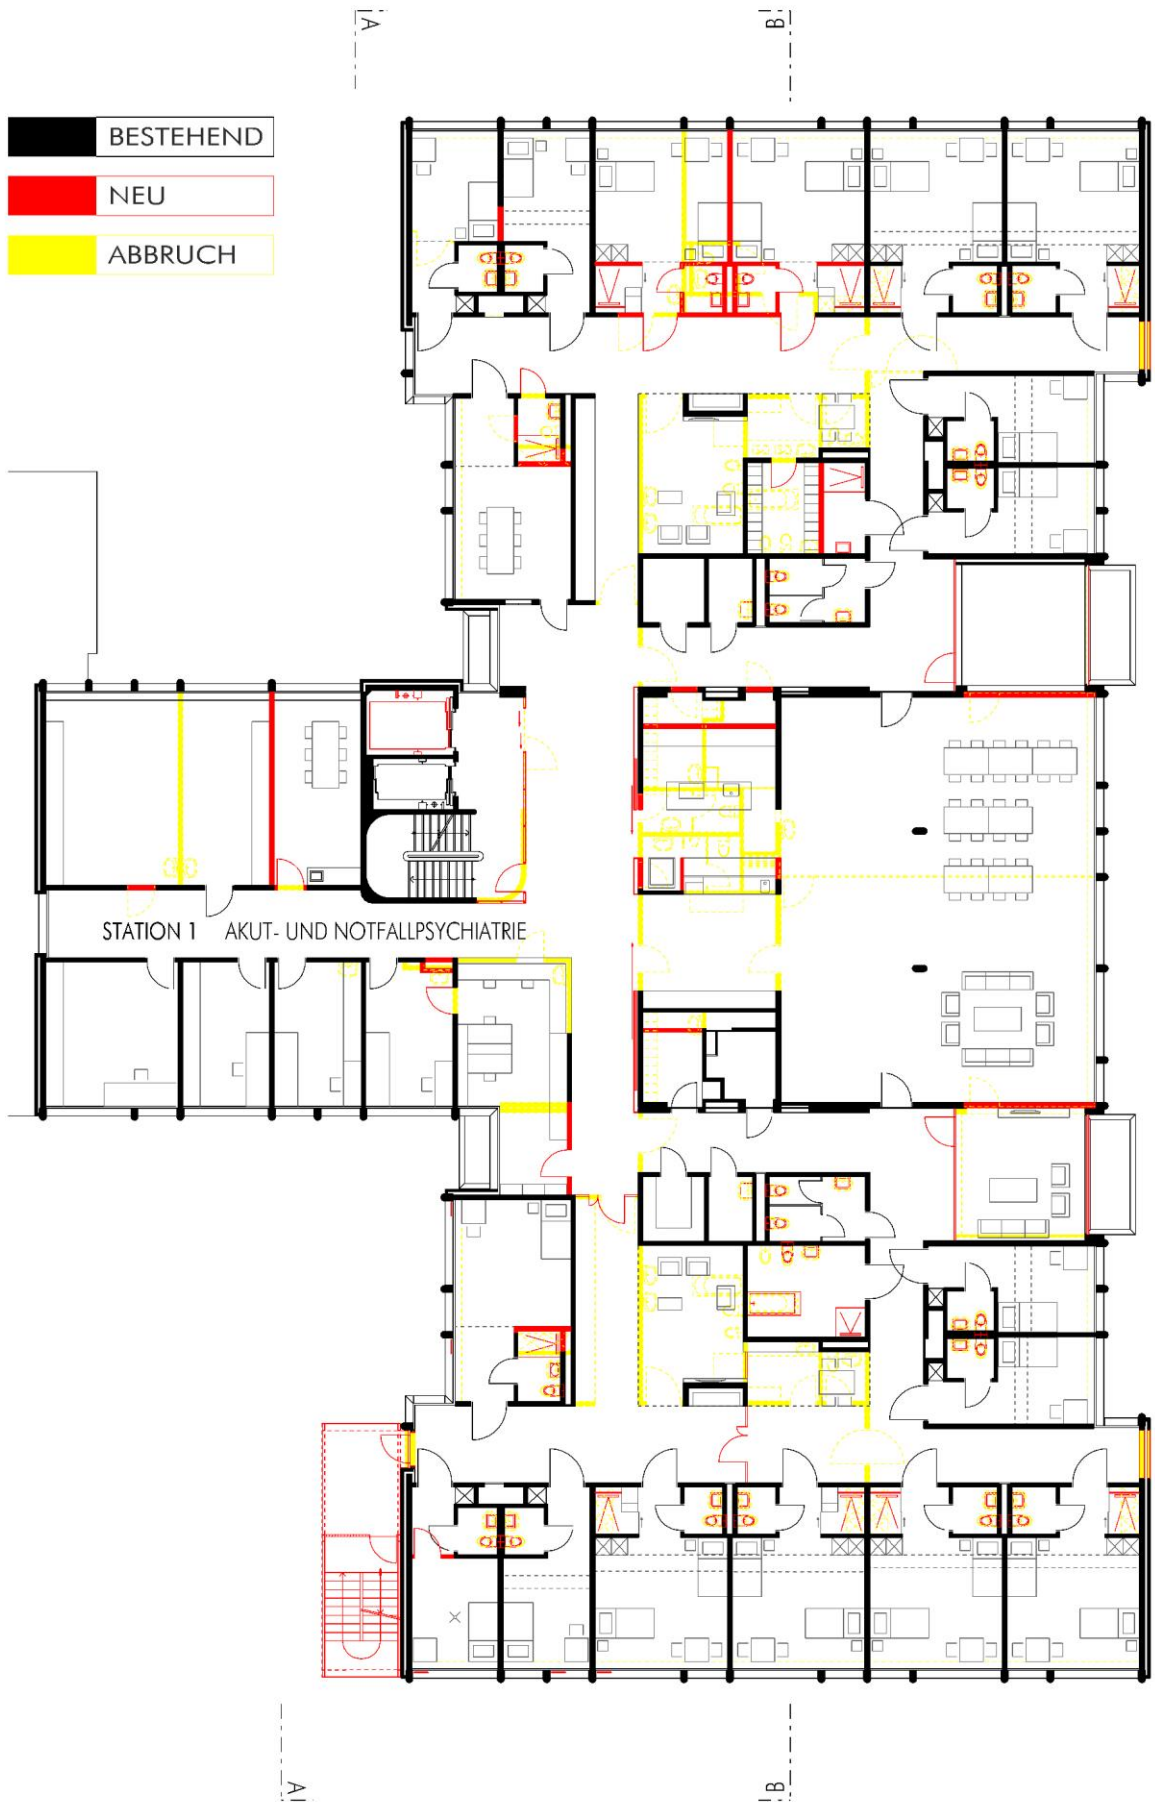 A
B
BESTEHEND
NEU
ABBRUCH
STATION 1 AKUT- UND NOTFALLPSYCHIATRIE
A
B